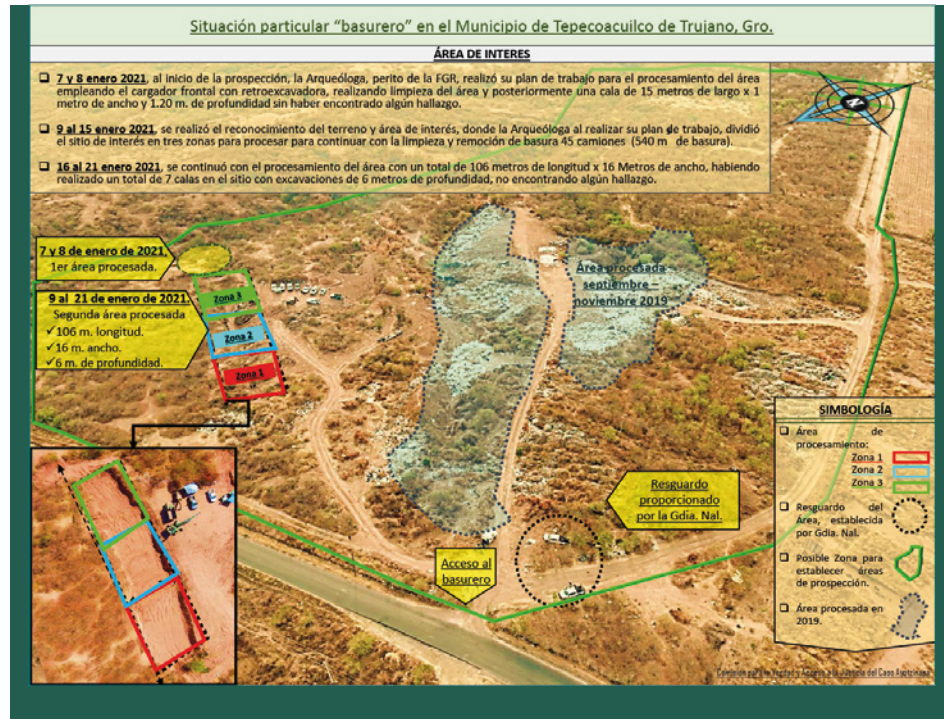 Situación particular "basurero" en el Municipio de Tepecoacuilco de Trujano, Gro.
ÁREA DE INTERES
❑ 7 y 8 enero 2021, al inicio de la prospección, la Arqueóloga, perito de la FGR, realizó su plan de trabajo para el procesamiento del área
empleando el cargador frontal con retroexcavadora, realizando limpieza del área y posteriormente una cala de 15 metros de largo x 1
metro de ancho y 1.20 m. de profundidad sin haber encontrado algún hallazgo.
❑ 9 al 15 enero 2021, se realizó el reconocimiento del terreno y área de interés, donde la Arqueóloga al realizar su plan de trabajo, dividió
el sitio de interés en tres zonas para procesar para continuar con la limpieza y remoción de basura 45 camiones (540 m de basura).
❑ 16 al 21 enero 2021, se continuó con el procesamiento del área con un total de 106 metros de longitud x 16 Metros de ancho, habiendo
realizado un total de 7 calas en el sitio con excavaciones de 6 metros de profundidad, no encontrando algún hallazgo.
N
7 y 8 de enero de 2021.
1er área procesada.
9 al 21 de enero de 2021.
Segunda área procesada
✓106 m. longitud.
✓16 m. ancho.
✓6 m. de profundidad.
Zona 3
Zona 2
Zona 1
Área procesada
septiembre –
noviembre 2019
Resguardo
proporcionado
por la Gdia. Nal.
Acceso al
basurero
SIMBOLOGÍA
❑ Área de
procesamiento:
Zona 1
Zona 2
Zona 3
❑ Resguardo del
Área, establecida
por Gdia. Nal.
❑ Posible Zona para
establecer áreas
de prospección.
❑ Área procesada en
2019.
Comisión para la Verdad y Acceso a la Justicia del Caso Ayotzinapa